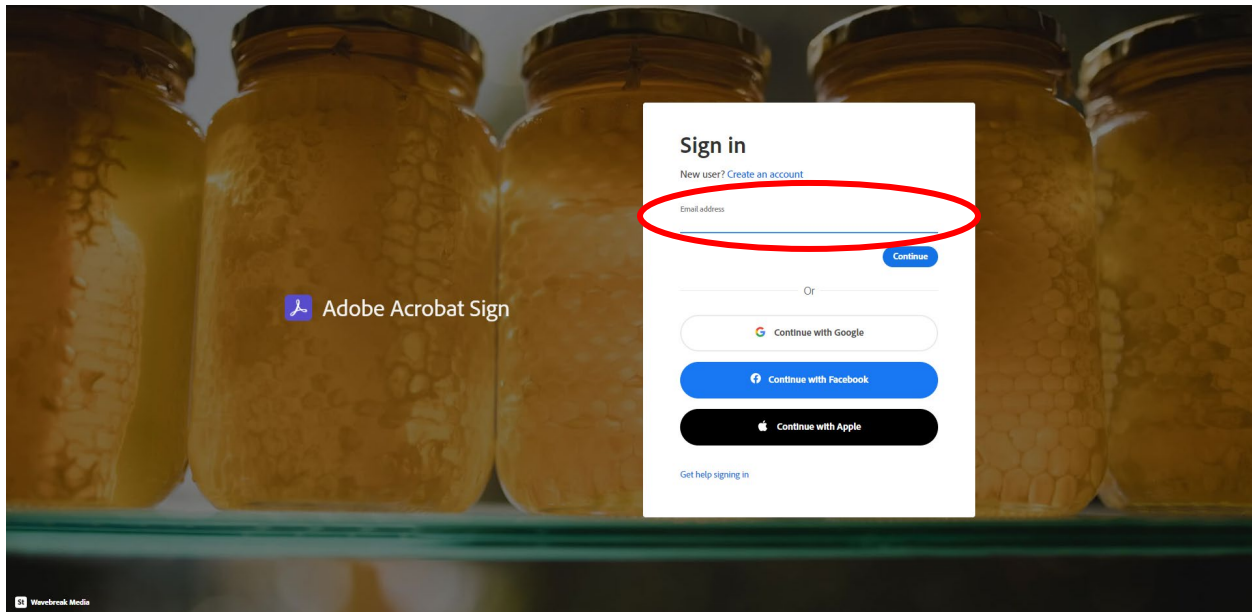 Sign in
New user? Create an account
Email address
Continue
Or
Continue with Google
Continue with Facebook
Continue with Apple
Get help signing in
Adobe Acrobat Sign
St Wavebreak Media